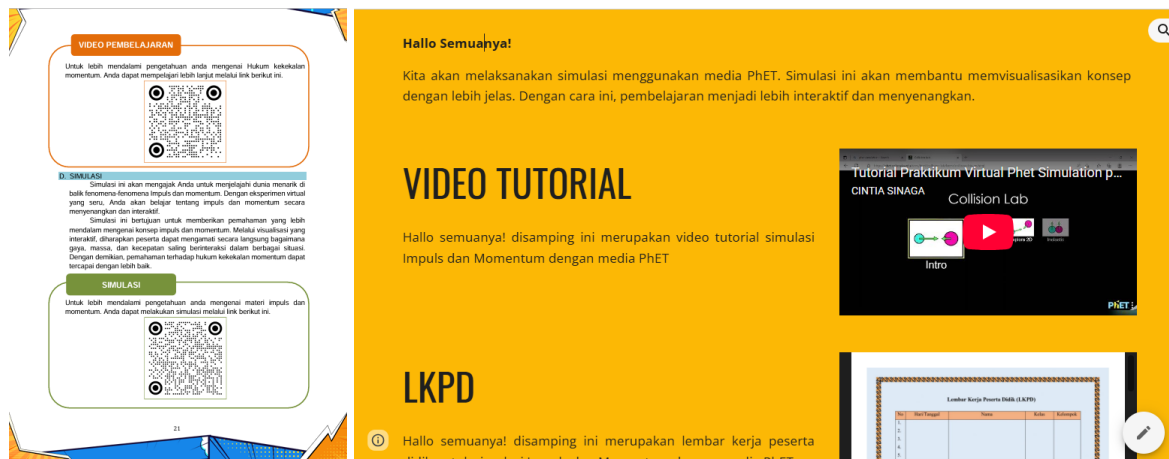 VIDEO PEMBELAJARAN
Untuk lebih mendalami pengetahuan anda mengenai Hukum kekekalan
momentum. Anda dapat mempelajari lebih lanjut melalui link berikut ini.
D. SIMULASI
Simulasi ini akan mengajak Anda untuk menjelajahi dunia menarik di
balik fenomena-fenomena Impuls dan momentum. Dengan eksperimen virtual
yang seru, Anda akan belajar tentang impuls dan momentum secara
menyenangkan dan interaktif.
Simulasi ini bertujuan untuk memberikan pemahaman yang lebih
mendalam mengenai konsep impuls dan momentum. Melalui visualisasi yang
interaktif, diharapkan peserta dapat mengamati secara langsung bagaimana
gaya, massa, dan kecepatan saling berinteraksi dalam berbagai situasi.
Dengan demikian, pemahaman terhadap hukum kekekalan momentum dapat
tercapai dengan lebih baik.
SIMULASI
Untuk lebih mendalami pengetahuan anda mengenai materi impuls dan
momentum. Anda dapat melakukan simulasi melalui link berikut ini.
21
Hallo Semuanya!
Kita akan melaksanakan simulasi menggunakan media PhET. Simulasi ini akan membantu memvisualisasikan konsep
dengan lebih jelas. Dengan cara ini, pembelajaran menjadi lebih interaktif dan menyenangkan.
VIDEO TUTORIAL
Hallo semuanya! disamping ini merupakan video tutorial simulasi
Impuls dan Momentum dengan media PhET
Tutorial Praktikum Virtual Phet Simulation p...
CINTIA SINAGA
Collision Lab
Intro
Inelastic
PhET
LKPD
Hallo semuanya! disamping ini merupakan lembar kerja peserta
Lembar Kerja Peserta Didik (LKPD)
No Hari/Tanggal Nama Kelas Kelompok
1.
2.
3.
4.
5.